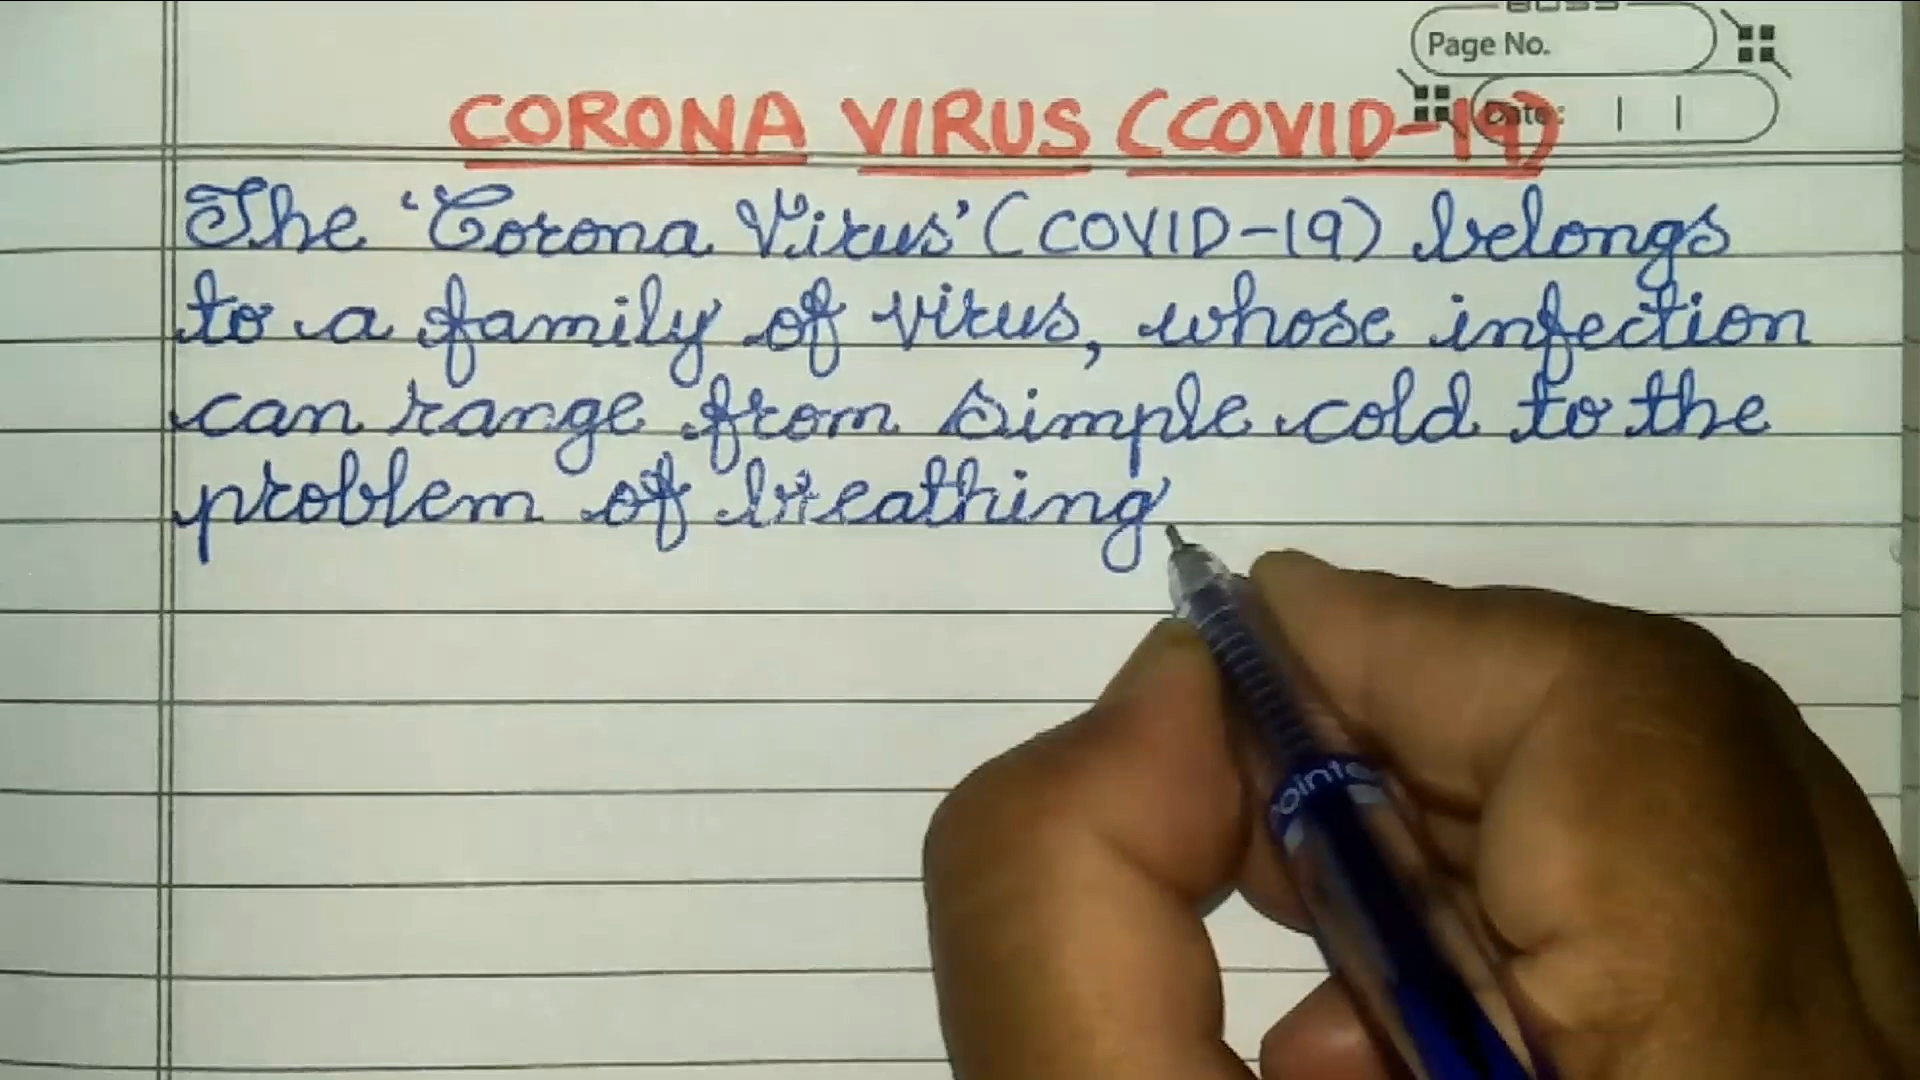 Page No.
Date:
CORONA VIRUS (COVID-19)
The 'Corona Virus' (COVID-19) belongs
to a family of virus, whose infection
can range from simple cold to the
problem of breathing